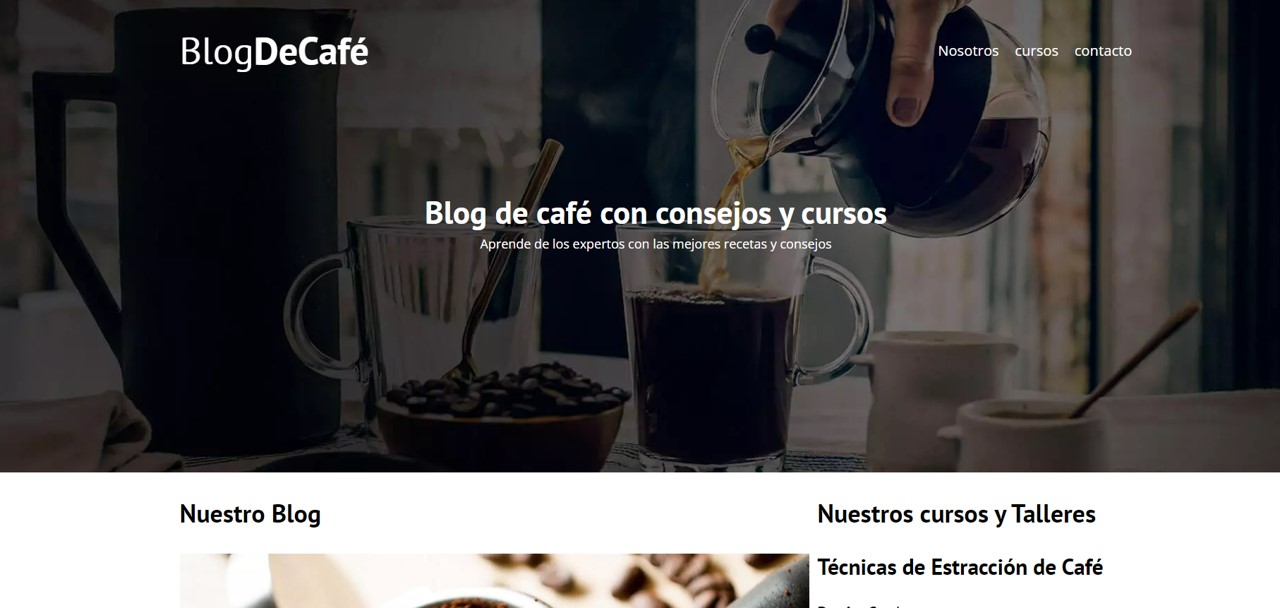 BlogDeCafé
Nosotros cursos contacto
Blog de café con consejos y cursos
Aprende de los expertos con las mejores recetas y consejos
Nuestro Blog
Nuestros cursos y Talleres
Técnicas de Estracción de Café